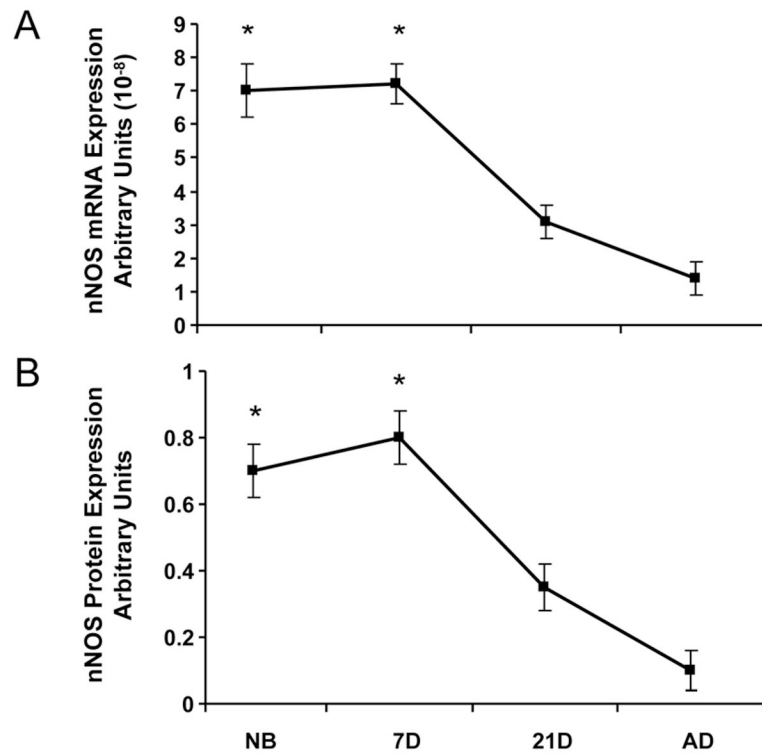 A
nNOS mRNA Expression
Arbitrary Units (10⁻⁸)
9
8
7
6
5
4
3
2
1
0
*
*
B
nNOS Protein Expression
Arbitrary Units
1
0.8
0.6
0.4
0.2
0
*
*
NB 7D 21D AD